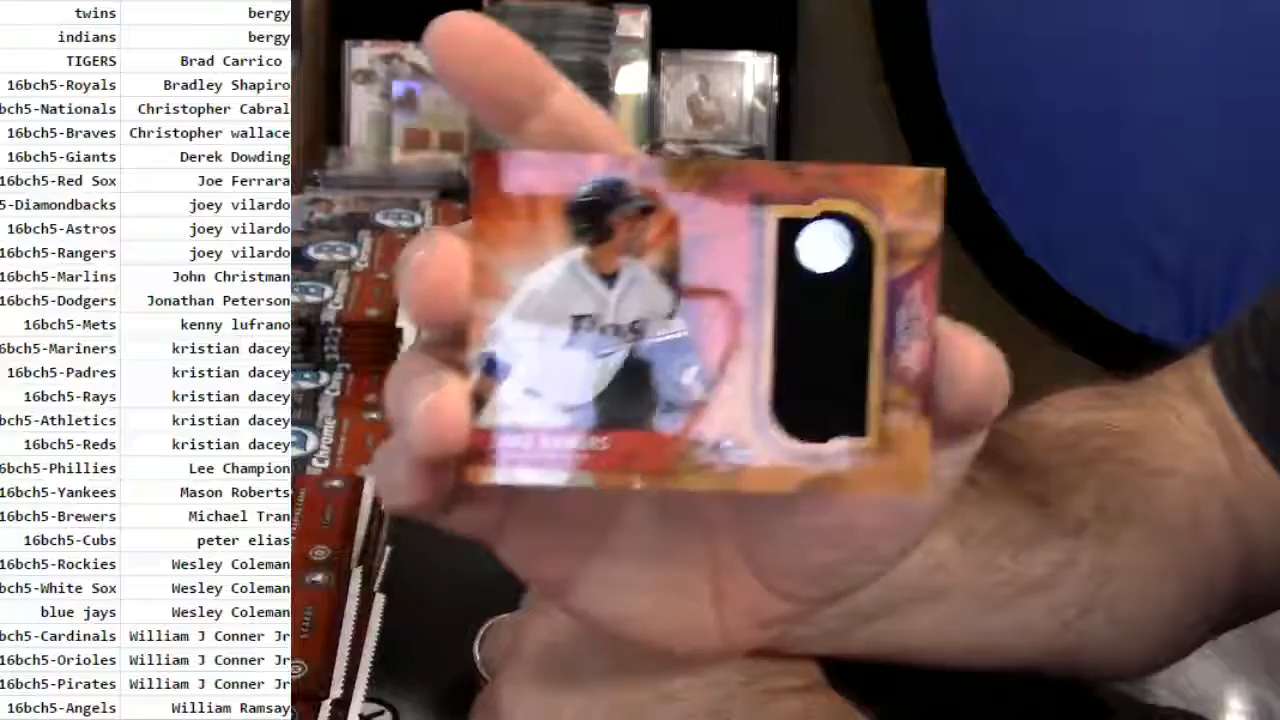 twins bergy
indians bergy
TIGERS Brad Carrico
16bch5-Royals Bradley Shapiro
bch5-Nationals Christopher Cabral
16bch5-Braves Christopher wallace
16bch5-Giants Derek Dowding
16bch5-Red Sox Joe Ferrara
5-Diamondbacks joey vilardo
16bch5-Astros joey vilardo
16bch5-Rangers joey vilardo
16bch5-Marlins John Christman
16bch5-Dodgers Jonathan Peterson
16bch5-Mets kenny lufrano
6bch5-Mariners kristian dacey
16bch5-Padres kristian dacey
16bch5-Rays kristian dacey
6bch5-Athletics kristian dacey
16bch5-Reds kristian dacey
16bch5-Phillies Lee Champion
16bch5-Yankees Mason Roberts
16bch5-Brewers Michael Tran
16bch5-Cubs peter elias
16bch5-Rockies Wesley Coleman
bch5-White Sox Wesley Coleman
blue jays Wesley Coleman
bch5-Cardinals William J Conner Jr
16bch5-Orioles William J Conner Jr
16bch5-Pirates William J Conner Jr
16bch5-Angels William Ramsay
Chrome